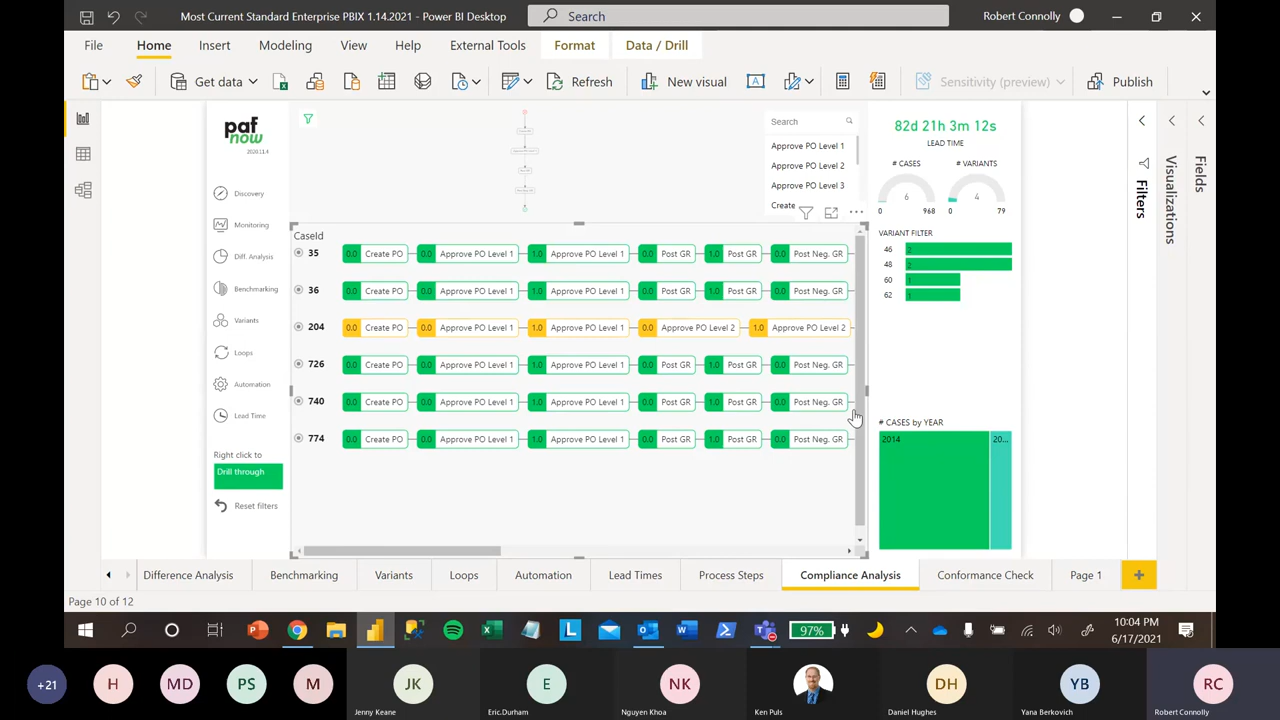 Most Current Standard Enterprise PBIX 1.14.2021 - Power BI Desktop
Search
Robert Connolly
File Home Insert Modeling View Help External Tools Format Data / Drill
Get data
Refresh
New visual
Sensitivity (preview)
Publish
paf
now
2020.11.4
Discovery
Monitoring
Diff. Analysis
Benchmarking
Variants
Loops
Automation
Lead Time
Right click to
Drill through
Reset filters
Search
Approve PO Level 1
Approve PO Level 2
Approve PO Level 3
Create
CaseId
35 0.0 Create PO 0.0 Approve PO Level 1 1.0 Approve PO Level 1 0.0 Post GR 1.0 Post GR 0.0 Post Neg. GR
36 0.0 Create PO 0.0 Approve PO Level 1 1.0 Approve PO Level 1 0.0 Post GR 1.0 Post GR 0.0 Post Neg. GR
204 0.0 Create PO 0.0 Approve PO Level 1 1.0 Approve PO Level 1 0.0 Approve PO Level 2 1.0 Approve PO Level 2
726 0.0 Create PO 0.0 Approve PO Level 1 1.0 Approve PO Level 1 0.0 Post GR 1.0 Post GR 0.0 Post Neg. GR
740 0.0 Create PO 0.0 Approve PO Level 1 1.0 Approve PO Level 1 0.0 Post GR 1.0 Post GR 0.0 Post Neg. GR
774 0.0 Create PO 0.0 Approve PO Level 1 1.0 Approve PO Level 1 0.0 Post GR 1.0 Post GR 0.0 Post Neg. GR
82d 21h 3m 12s
LEAD TIME
# CASES # VARIANTS
6 4
0 968 0 79
VARIANT FILTER
46 2
48 2
60 1
62 1
# CASES by YEAR
2014 20...
Filters
Visualizations
Fields
Difference Analysis Benchmarking Variants Loops Automation Lead Times Process Steps Compliance Analysis Conformance Check Page 1
Page 10 of 12
97%
10:04 PM
6/17/2021
+21 H MD PS M JK E NK DH YB RC
Jenny Keane Eric.Durham Nguyen Khoa Ken Puls Daniel Hughes Yana Berkovich Robert Connolly